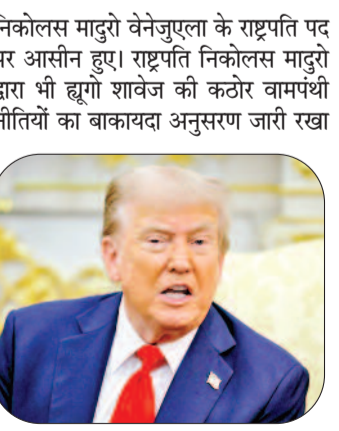 निकोलस मादुरो वेनेजुएला के राष्ट्रपति पद
पर आसीन हुए। राष्ट्रपति निकोलस मादुरो
द्वारा भी ह्यूगो शावेज की कठोर वामपंथी
नीतियों का बाकायदा अनुसरण जारी रखा